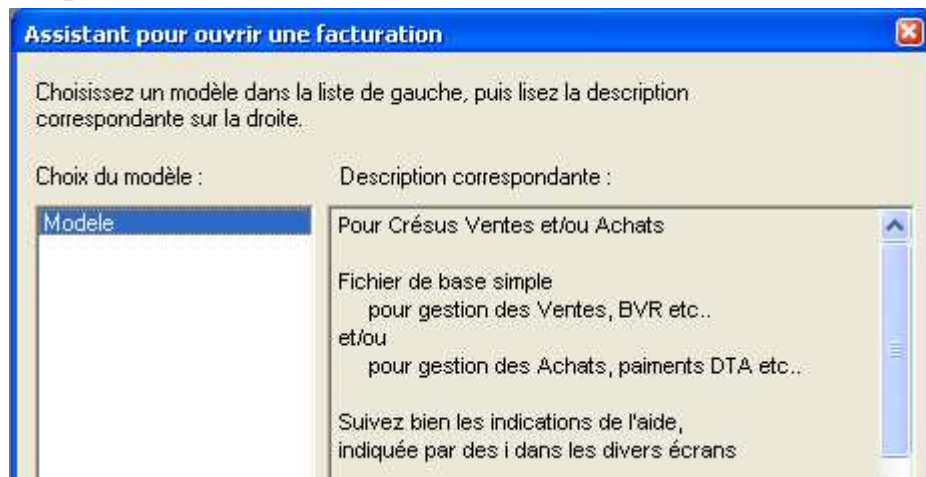 Assistant pour ouvrir une facturation
Choisissez un modèle dans la liste de gauche, puis lisez la description
correspondante sur la droite.
Choix du modèle :
Description correspondante :
Modele
Pour Crésus Ventes et/ou Achats
Fichier de base simple
pour gestion des Ventes, BVR etc..
et/ou
pour gestion des Achats, paiments DTA etc..
Suivez bien les indications de l'aide,
indiquée par des i dans les divers écrans